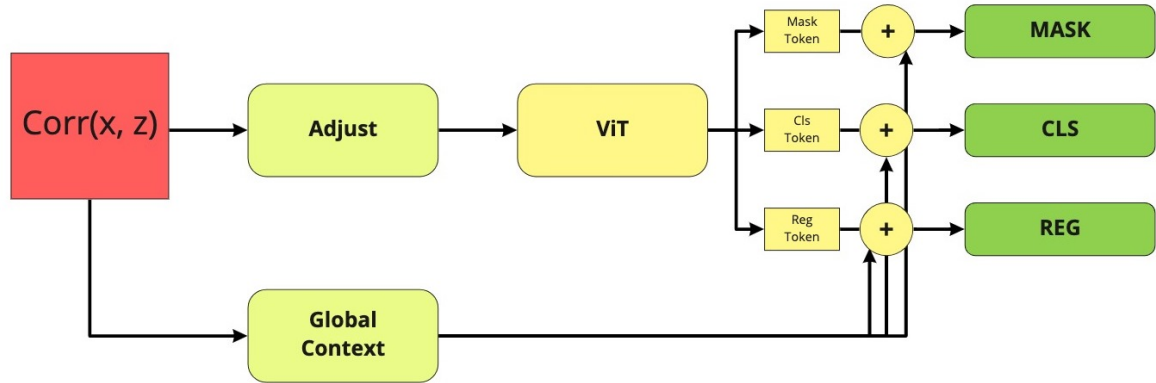 Corr(x, z)
Adjust
ViT
Mask
Token
+
MASK
Cls
Token
+
CLS
Reg
Token
+
REG
Global
Context